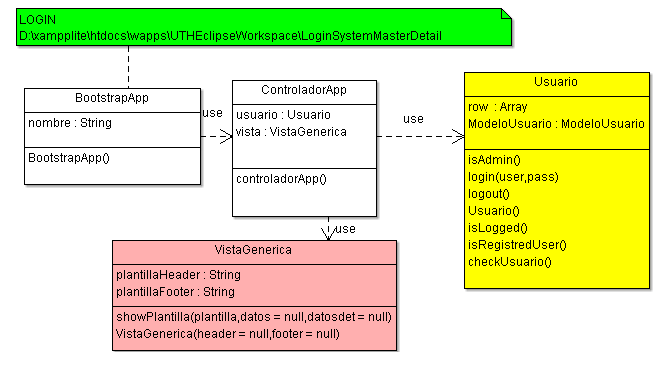 LOGIN
D:\xampplite\htdocs\wapps\UTHEclipseWorkspace\LoginSystemMasterDetail
BootstrapApp
nombre : String
BootstrapApp()
use
ControladorApp
usuario : Usuario
vista : VistaGenerica
controladorApp()
use
Usuario
row : Array
ModeloUsuario : ModeloUsuario
isAdmin()
login(user,pass)
logout()
Usuario()
isLogged()
isRegistredUser()
checkUsuario()
use
VistaGenerica
plantillaHeader : String
plantillaFooter : String
showPlantilla(plantilla,datos = null,datosdet = null)
VistaGenerica(header = null,footer = null)